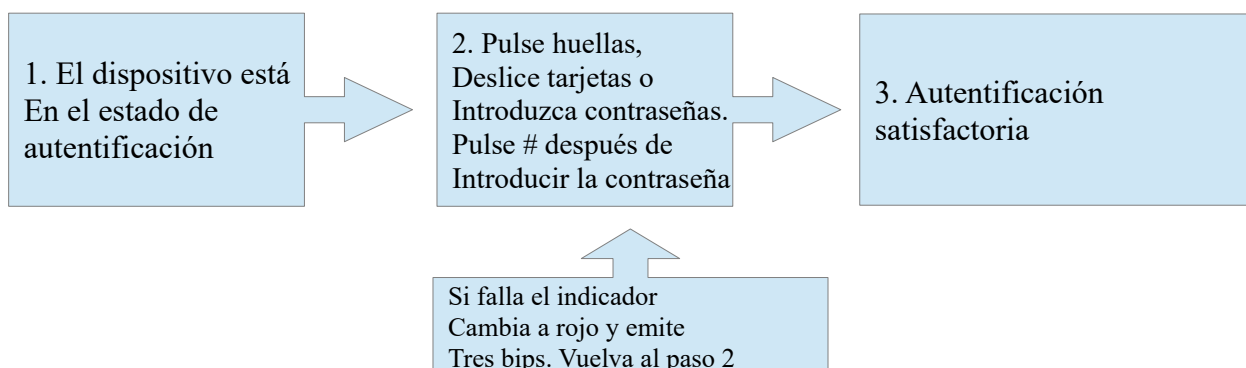 1. El dispositivo está
En el estado de
autentificación
2. Pulse huellas,
Deslice tarjetas o
Introduzca contraseñas.
Pulse # después de
Introducir la contraseña
3. Autentificación
satisfactoria
Si falla el indicador
Cambia a rojo y emite
Tres bips. Vuelva al paso 2